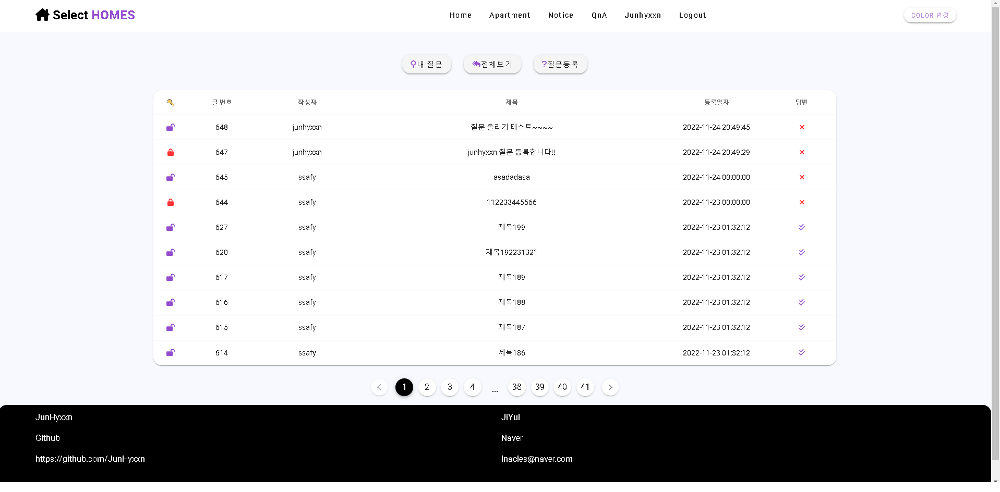 Select HOMES
Home Apartment Notice QnA Junhyxxn Logout
COLOR 변경
내 질문 전체보기 ?질문등록
글 번호 작성자 제목 등록일자 답변
648 junhyxxn 질문 올리기 테스트~~~~ 2022-11-24 20:49:45
647 junhyxxn junhyxxn 질문 등록합니다!! 2022-11-24 20:49:29
645 ssafy asadadasa 2022-11-24 00:00:00
644 ssafy 112233445566 2022-11-23 00:00:00
627 ssafy 제목199 2022-11-23 01:32:12
620 ssafy 제목192231321 2022-11-23 01:32:12
617 ssafy 제목189 2022-11-23 01:32:12
616 ssafy 제목188 2022-11-23 01:32:12
615 ssafy 제목187 2022-11-23 01:32:12
614 ssafy 제목186 2022-11-23 01:32:12
1 2 3 4 ... 38 39 40 41
JunHyxxn JiYul
Github Naver
https://github.com/JunHyxxn lnacles@naver.com